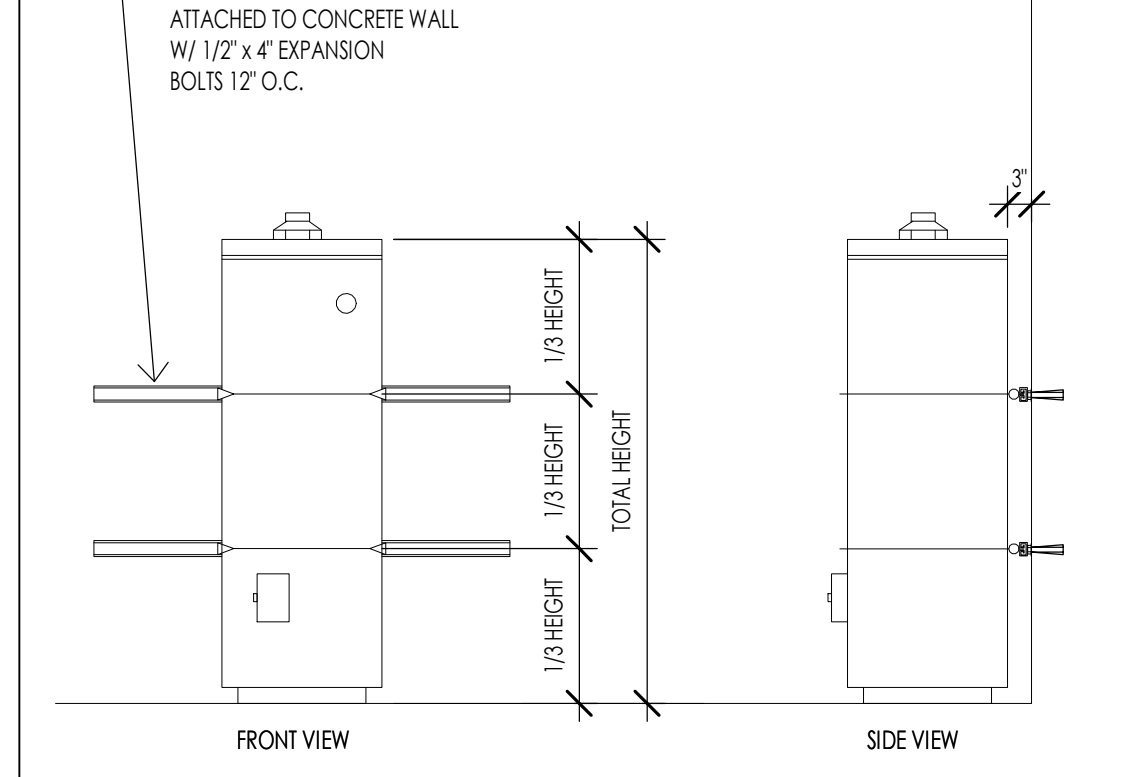 ATTACHED TO CONCRETE WALL
W/ 1/2" x 4" EXPANSION
BOLTS 12" O.C.
3"
1/3 HEIGHT
1/3 HEIGHT
TOTAL HEIGHT
1/3 HEIGHT
FRONT VIEW
SIDE VIEW